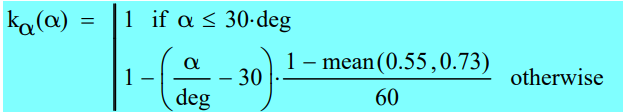 kα(α) = 1 if α ≤ 30·deg
1 − (α/deg − 30)·(1 − mean(0.55, 0.73))/60 otherwise